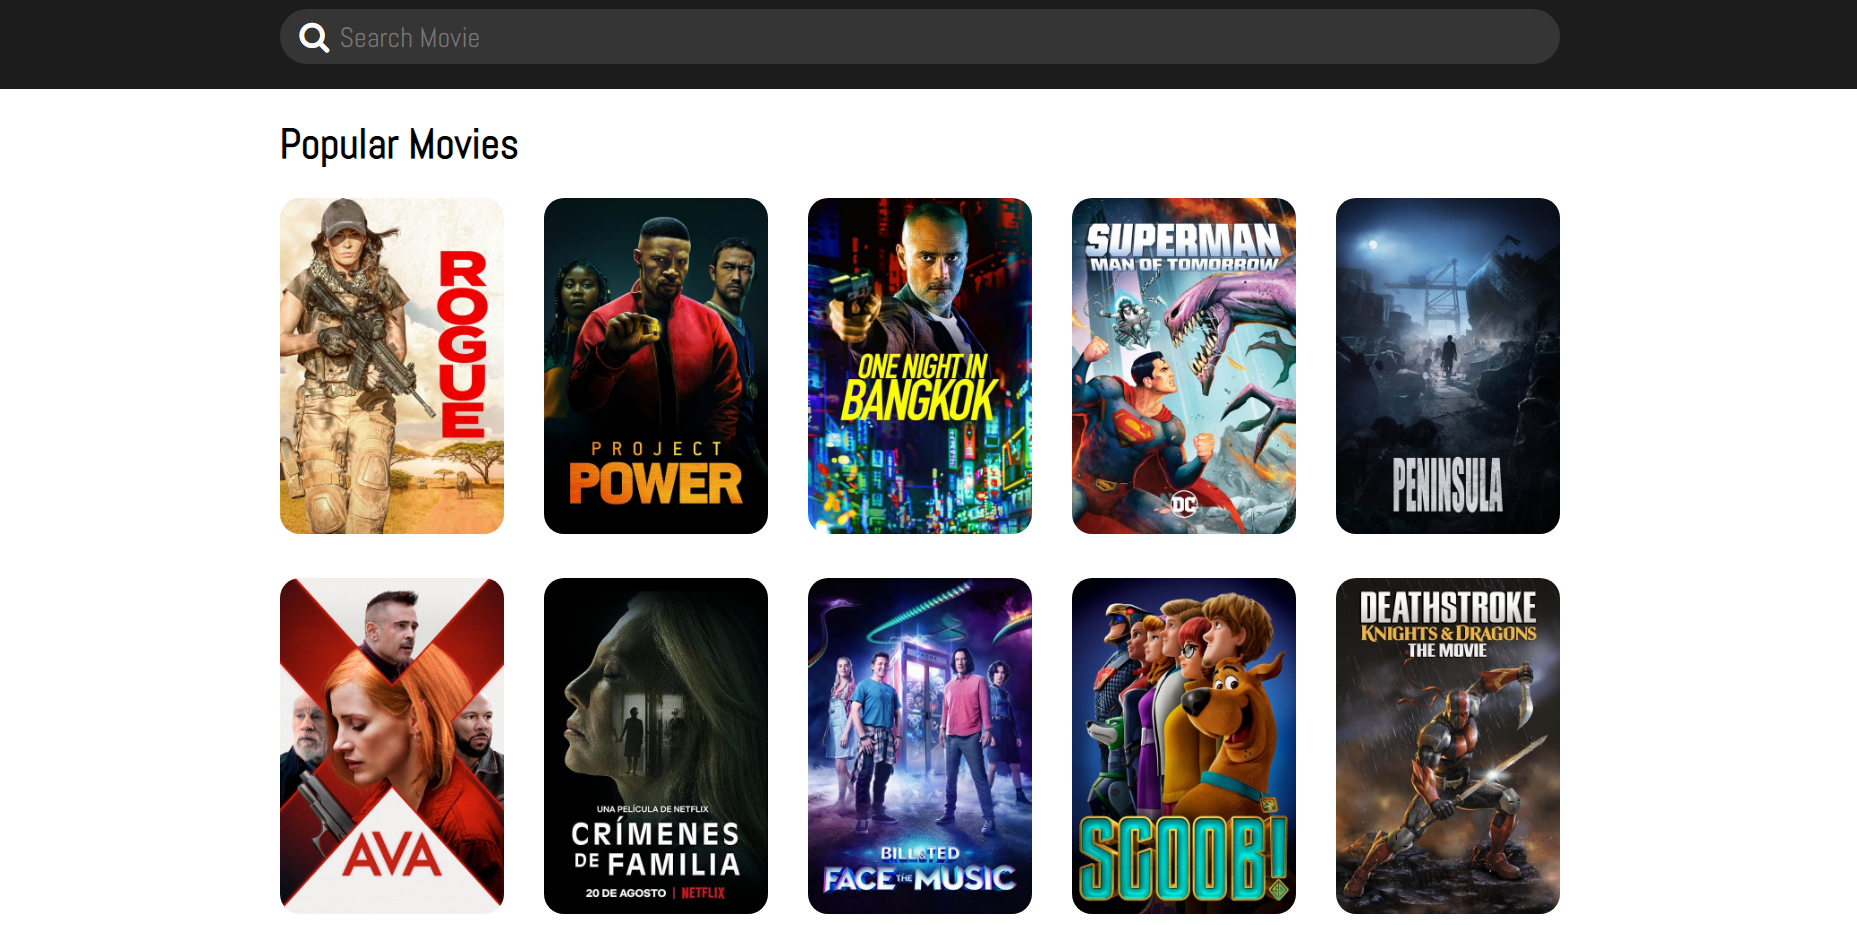 Search Movie
Popular Movies
ROGUE
PROJECT
POWER
ONE NIGHT IN
BANGKOK
SUPERMAN
MAN OF TOMORROW
DC
PENINSULA
AVA
UNA PELÍCULA DE NETFLIX
CRÍMENES
DE FAMILIA
20 DE AGOSTO | NETFLIX
BILL & TED
FACE THE MUSIC
SCOOB!
SD
DEATHSTROKE
KNIGHTS & DRAGONS
THE MOVIE